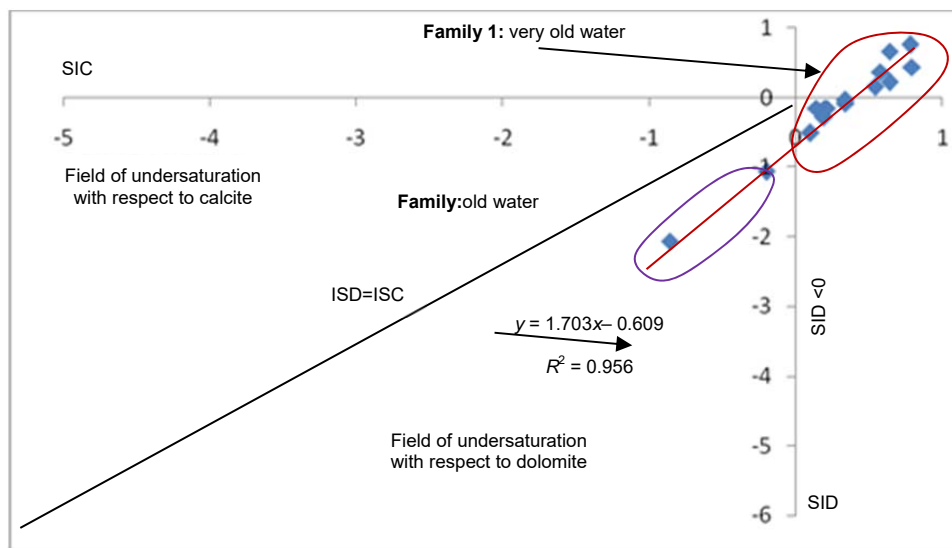 Family 1: very old water
1
SIC
0
-5
-4
-3
-2
-1
0
1
Field of undersaturation
with respect to calcite
-1
Family:old water
-2
ISD=ISC
SID <0
-3
y = 1.703x– 0.609
R² = 0.956
-4
Field of undersaturation
with respect to dolomite
-5
-6
SID